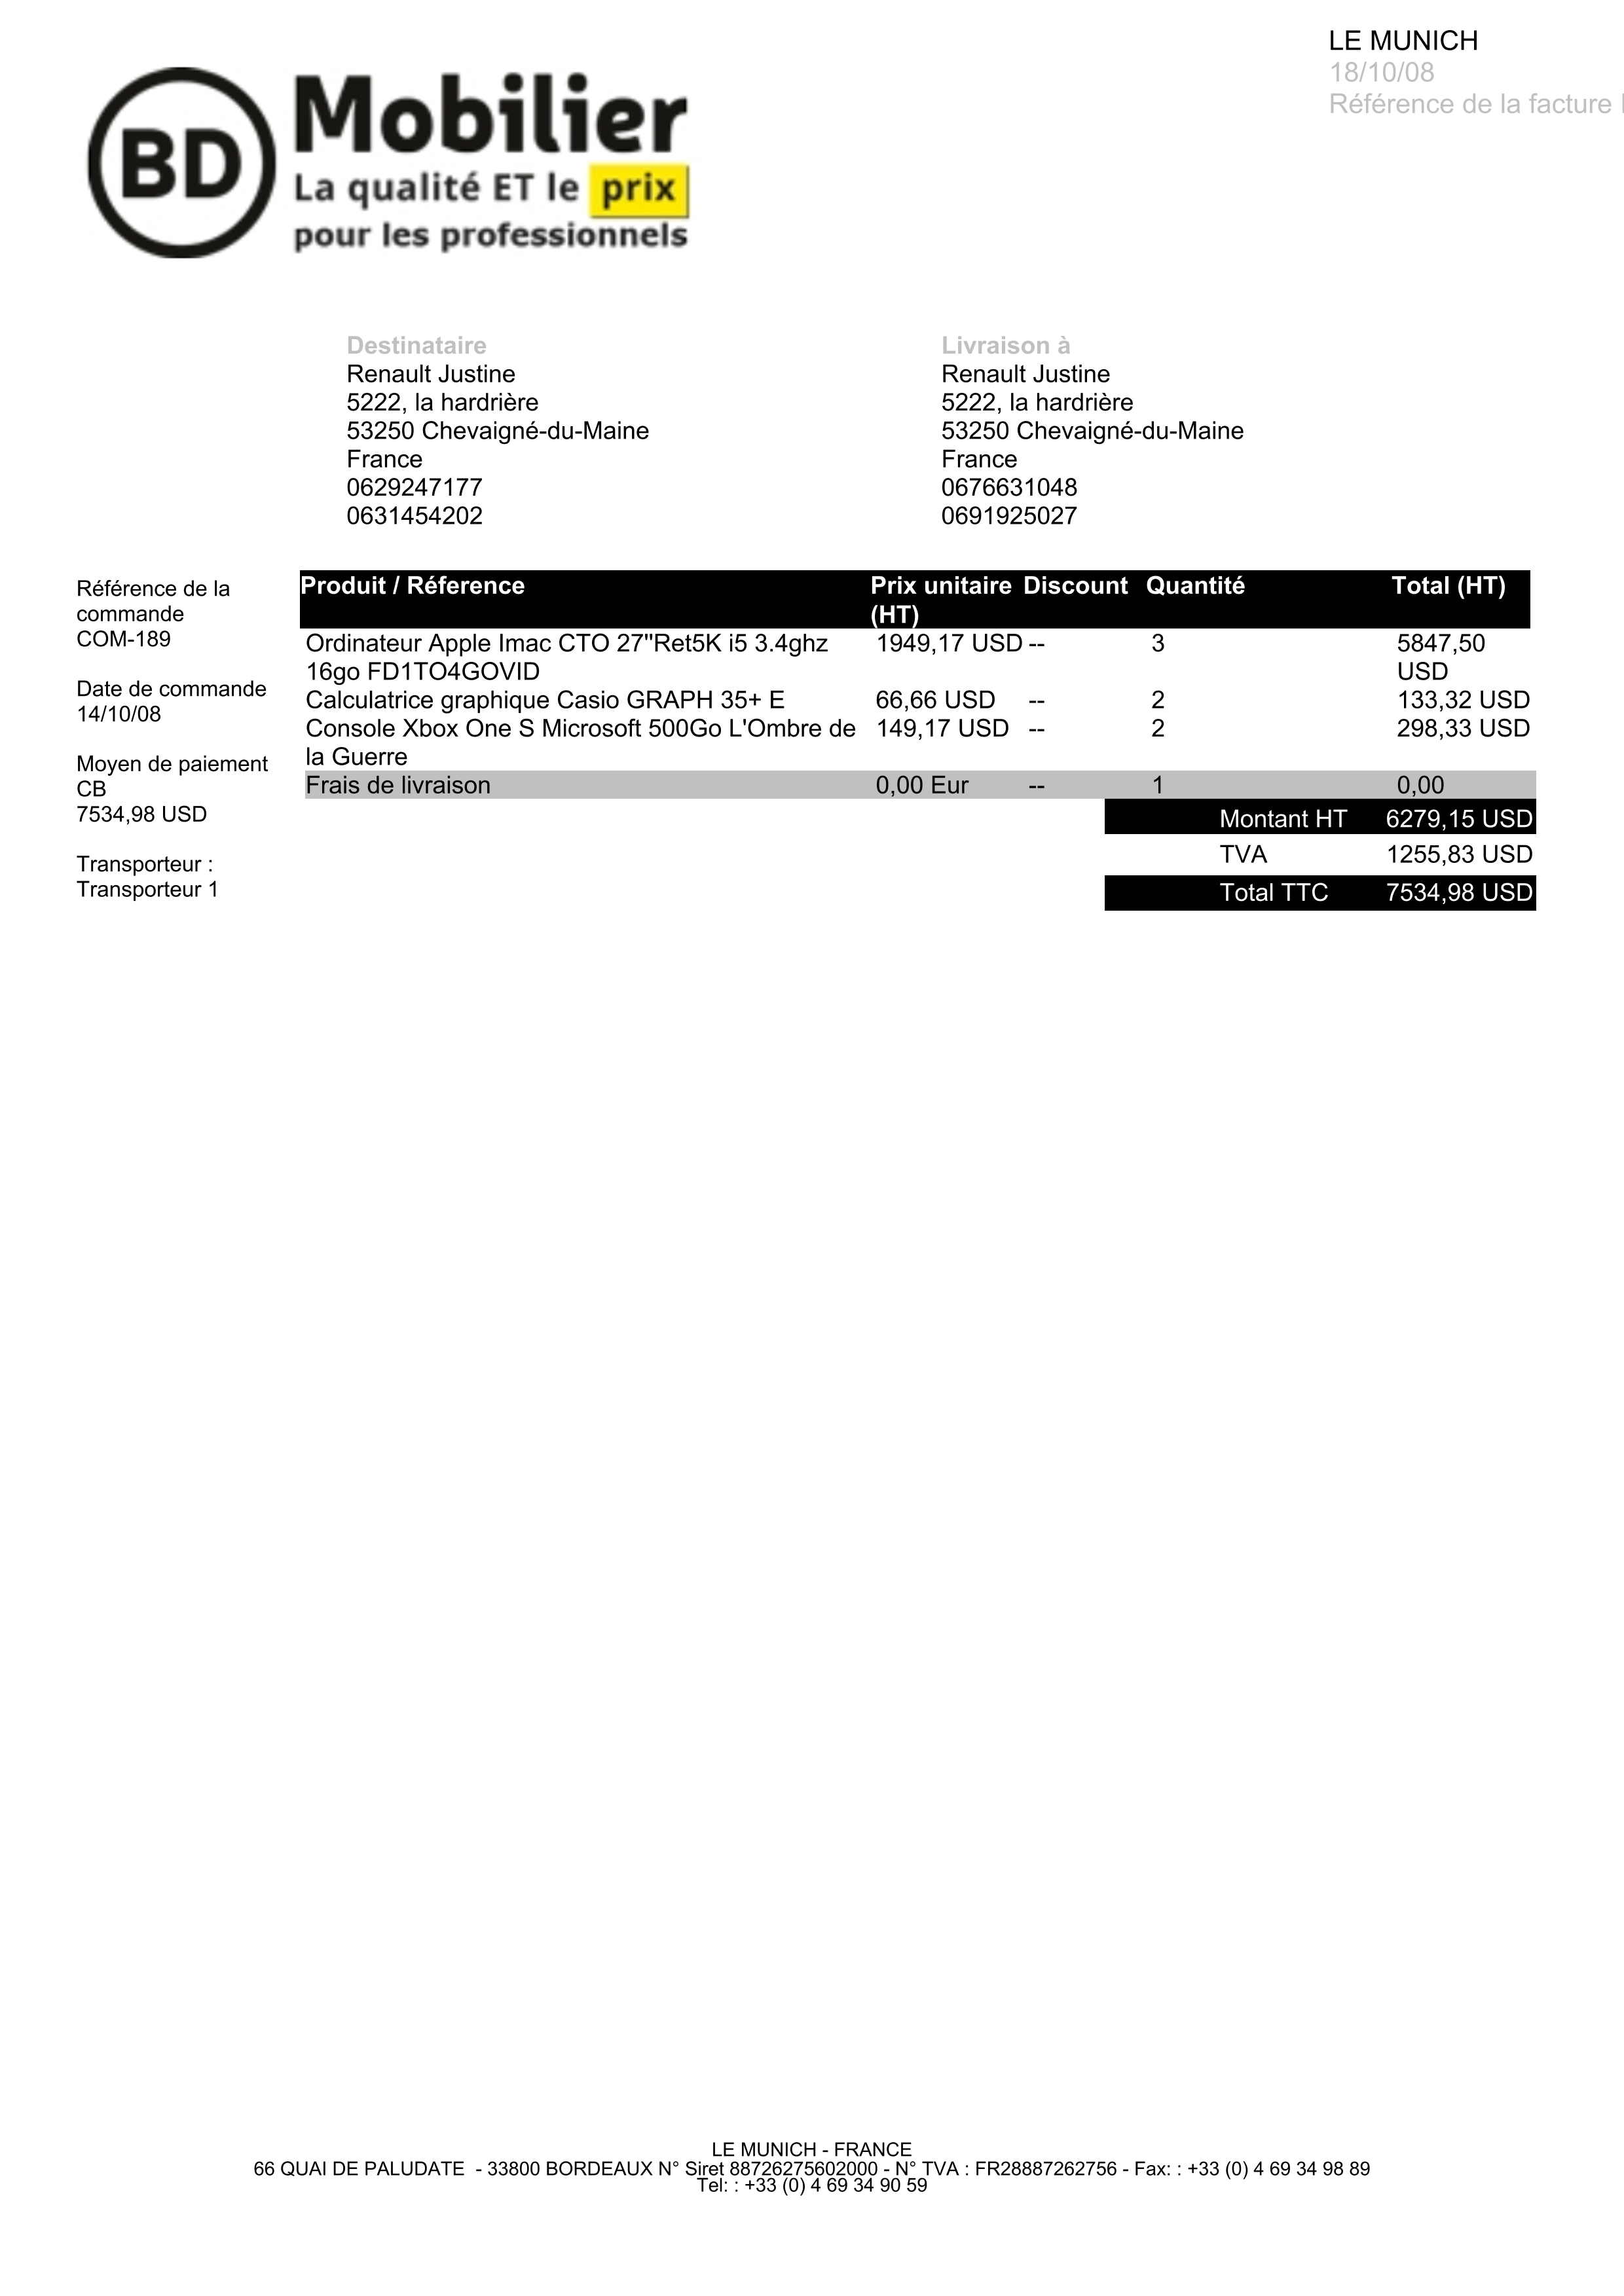 LE MUNICH
18/10/08
Référence de la facture
BD
Mobilier
La qualité ET le prix
pour les professionnels
Destinataire
Renault Justine
5222, la hardrière
53250 Chevaigné-du-Maine
France
0629247177
0631454202
Livraison à
Renault Justine
5222, la hardrière
53250 Chevaigné-du-Maine
France
0676631048
0691925027
Référence de la
commande
COM-189
Date de commande
14/10/08
Moyen de paiement
CB
7534,98 USD
Transporteur :
Transporteur 1
Produit / Réference Prix unitaire Discount Quantité Total (HT)
(HT)
Ordinateur Apple Imac CTO 27"Ret5K i5 3.4ghz 1949,17 USD -- 3 5847,50
16go FD1TO4GOVID USD
Calculatrice graphique Casio GRAPH 35+ E 66,66 USD -- 2 133,32 USD
Console Xbox One S Microsoft 500Go L'Ombre de 149,17 USD -- 2 298,33 USD
la Guerre
Frais de livraison 0,00 Eur -- 1 0,00
Montant HT 6279,15 USD
TVA 1255,83 USD
Total TTC 7534,98 USD
LE MUNICH - FRANCE
66 QUAI DE PALUDATE - 33800 BORDEAUX N° Siret 88726275602000 - N° TVA : FR28887262756 - Fax: : +33 (0) 4 69 34 98 89
Tel: : +33 (0) 4 69 34 90 59